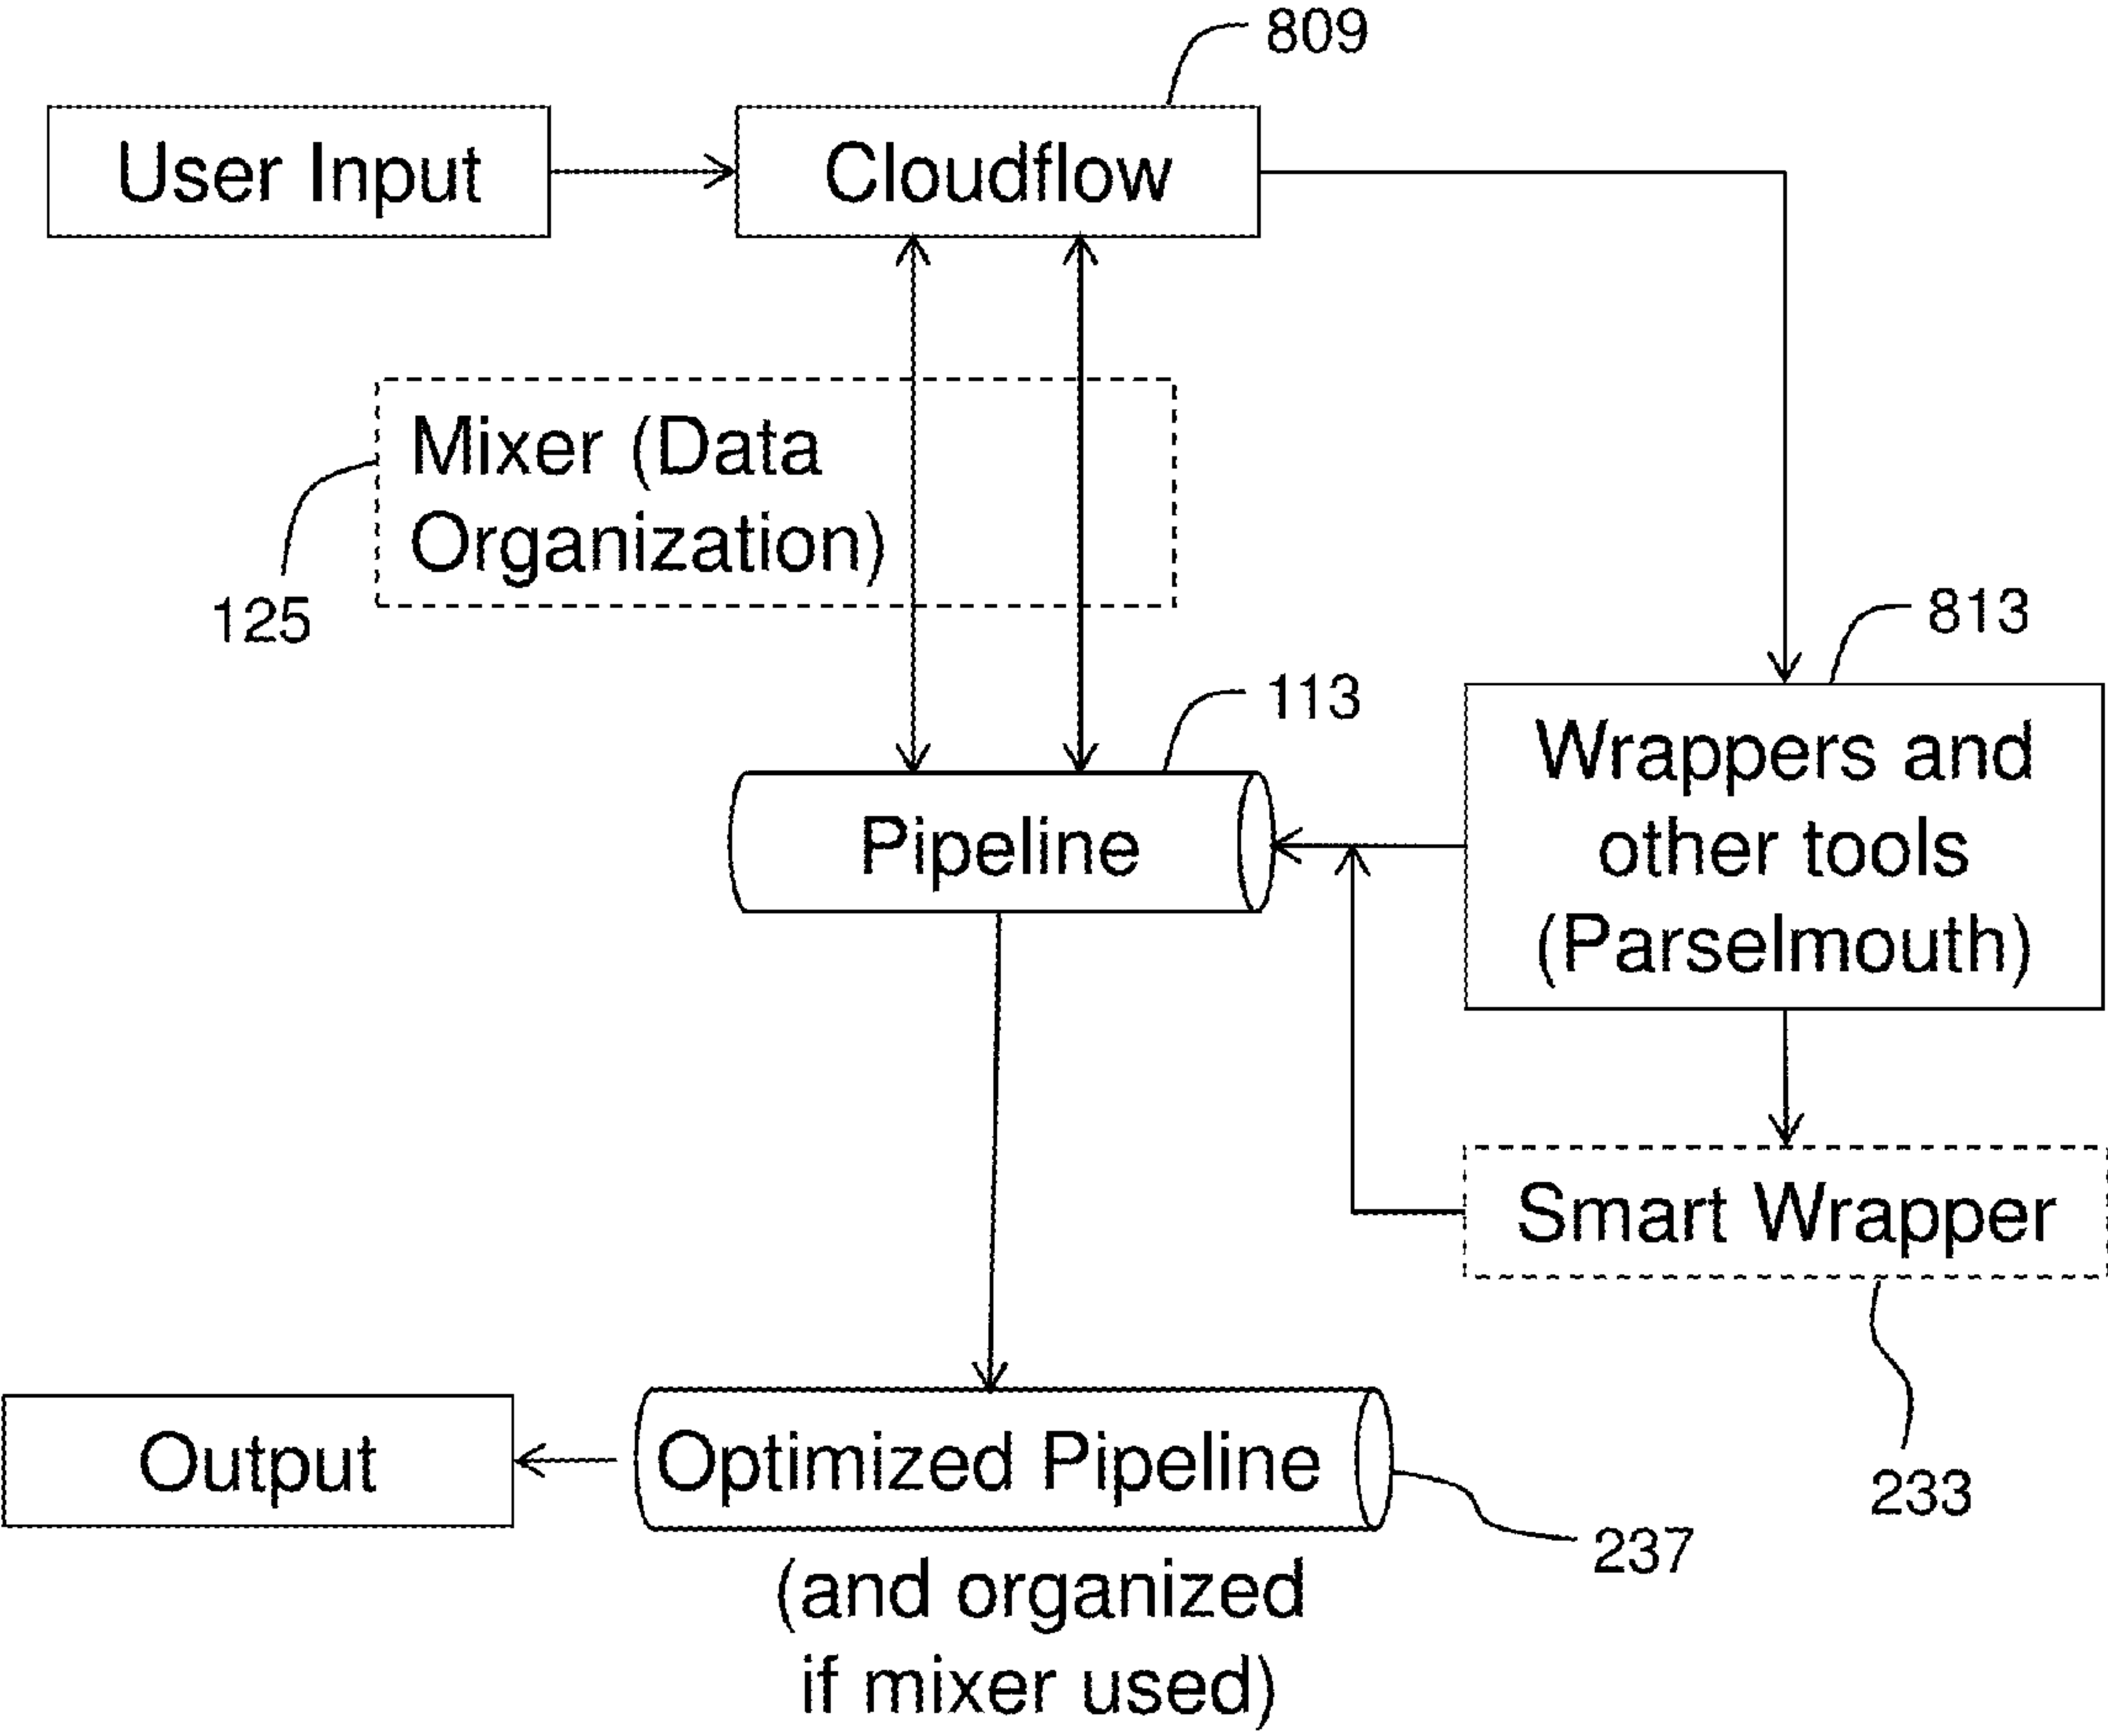 809
User Input
Cloudflow
Mixer (Data
Organization)
125
813
113
Wrappers and
other tools
(Parselmouth)
Pipeline
Smart Wrapper
233
Output
Optimized Pipeline
237
(and organized
if mixer used)